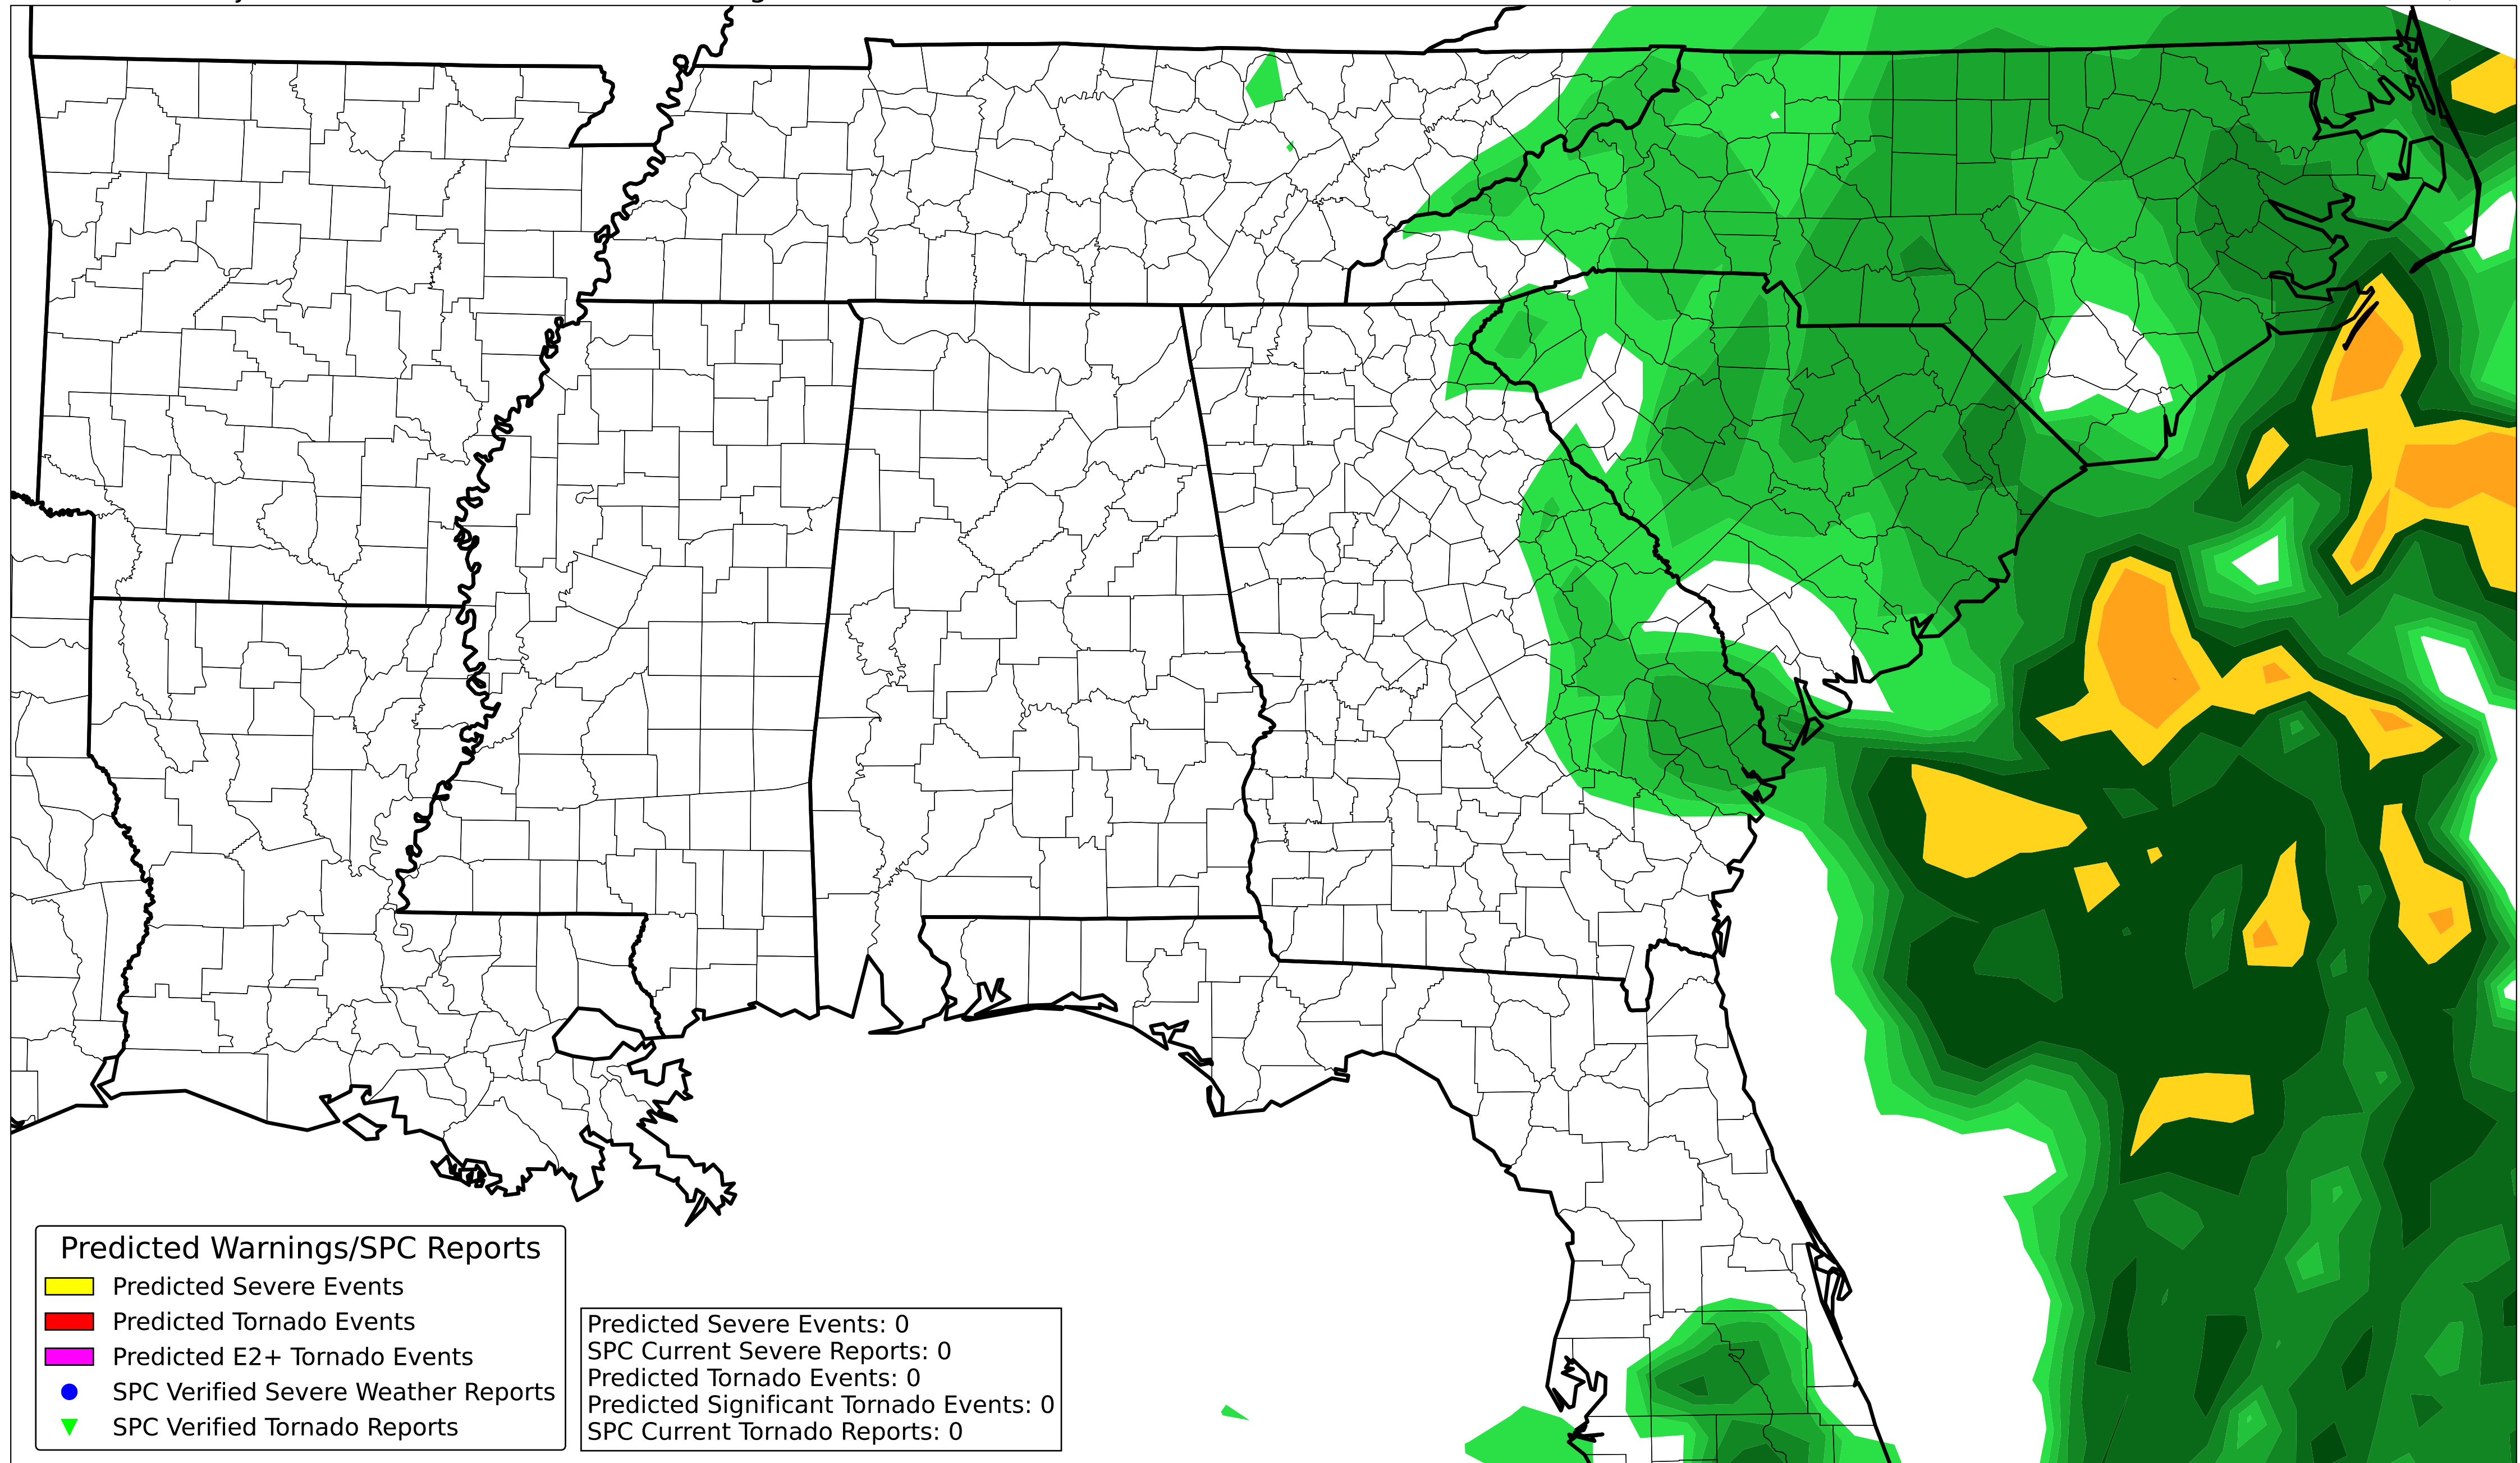 Predicted Warnings/SPC Reports
Predicted Severe Events
Predicted Tornado Events
Predicted E2+ Tornado Events
SPC Verified Severe Weather Reports
SPC Verified Tornado Reports
Predicted Severe Events: 0
SPC Current Severe Reports: 0
Predicted Tornado Events: 0
Predicted Significant Tornado Events: 0
SPC Current Tornado Reports: 0